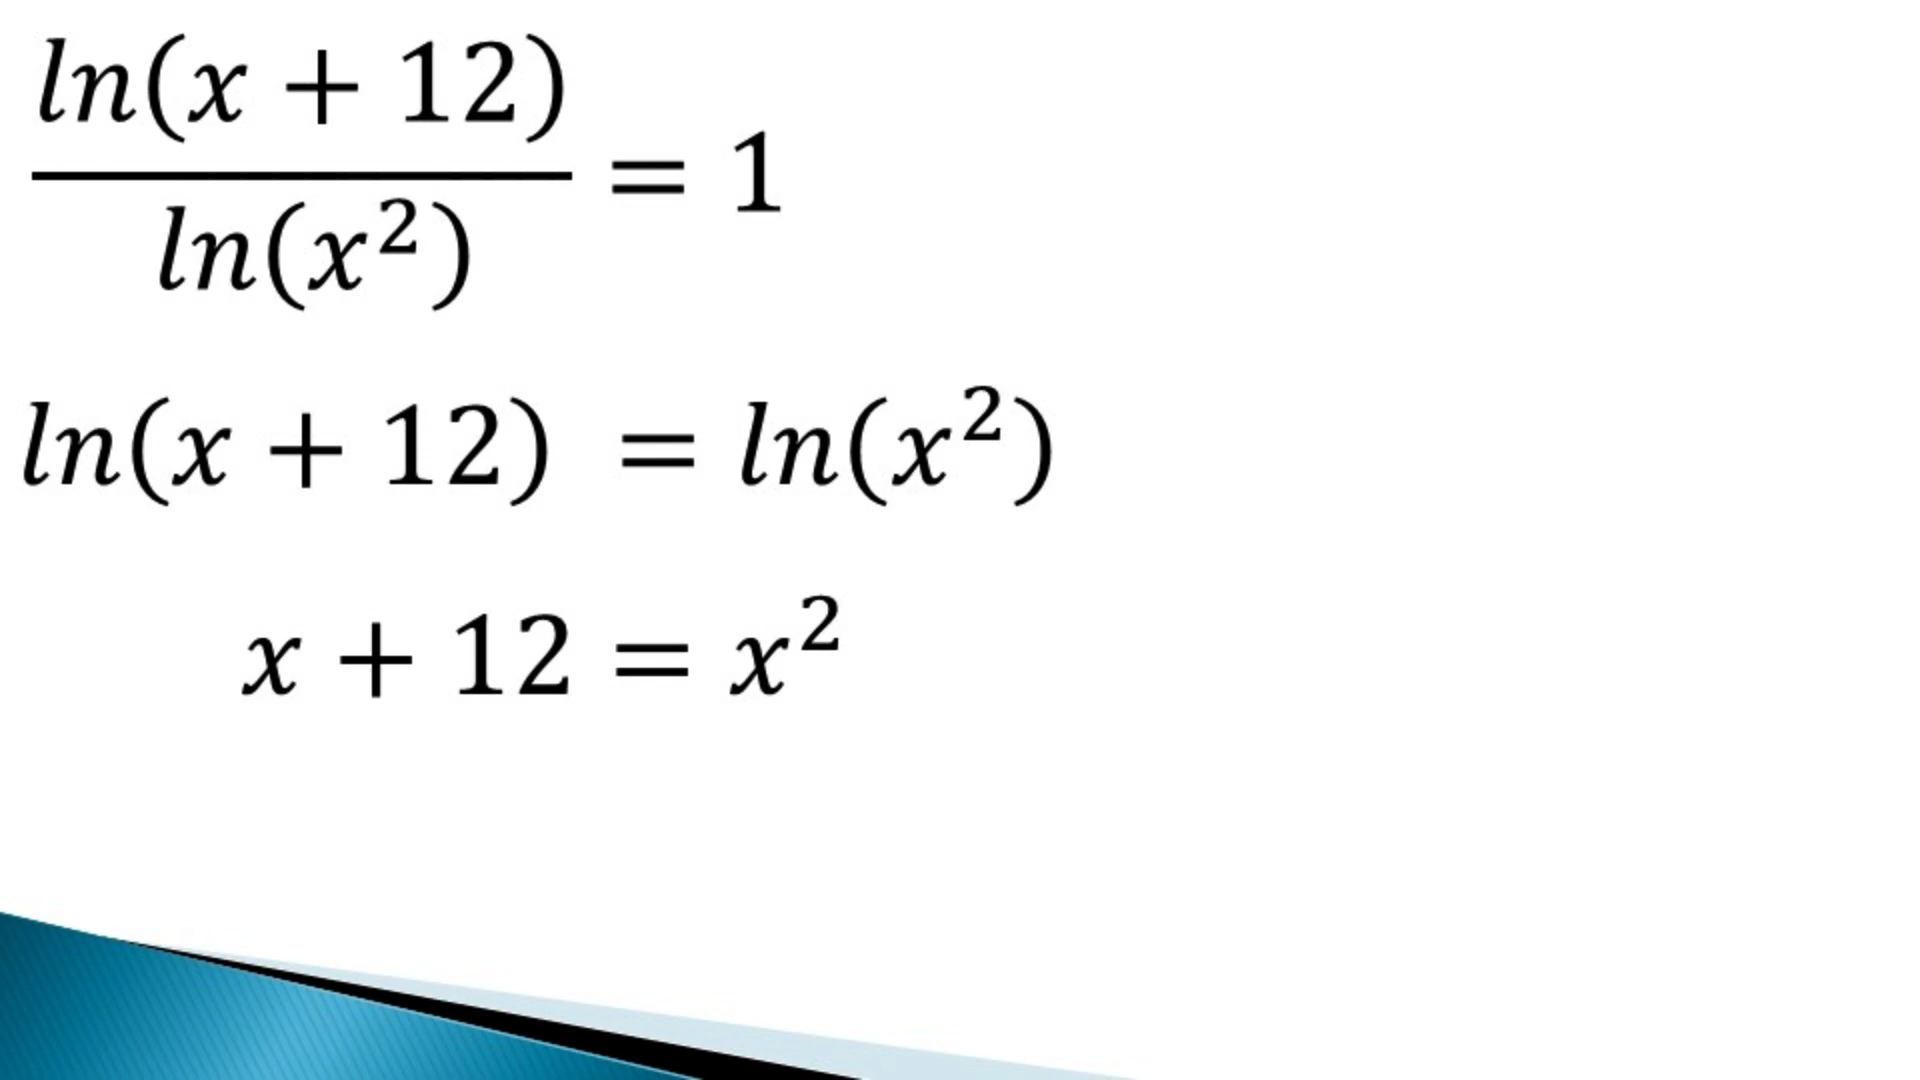 ln(x + 12)
ln(x²) = 1
ln(x + 12) = ln(x²)
x + 12 = x²